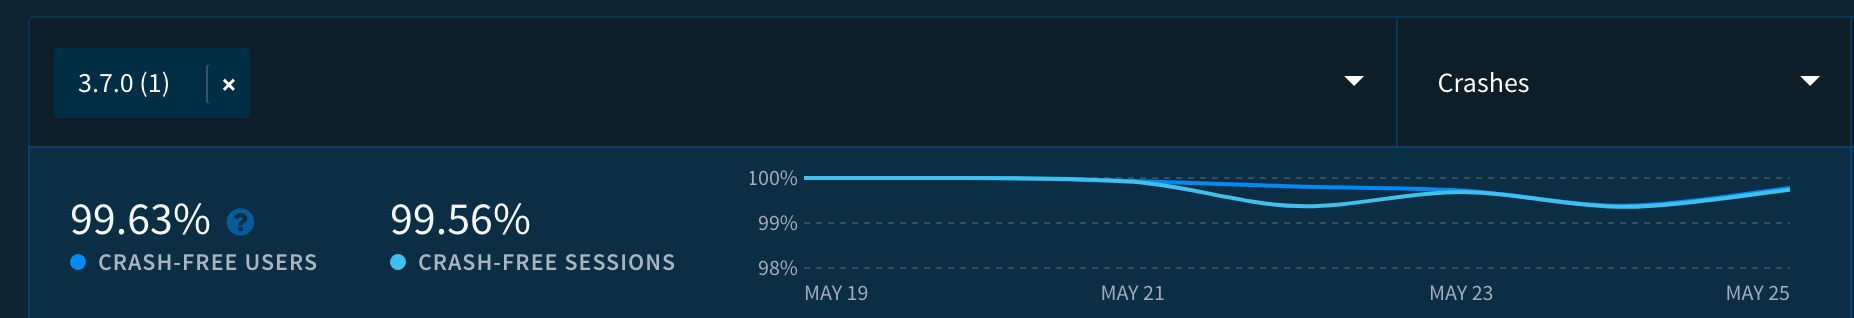 3.7.0 (1) ×
Crashes
99.63% ?
CRASH-FREE USERS
99.56%
CRASH-FREE SESSIONS
100%
99%
98%
MAY 19 MAY 21 MAY 23 MAY 25